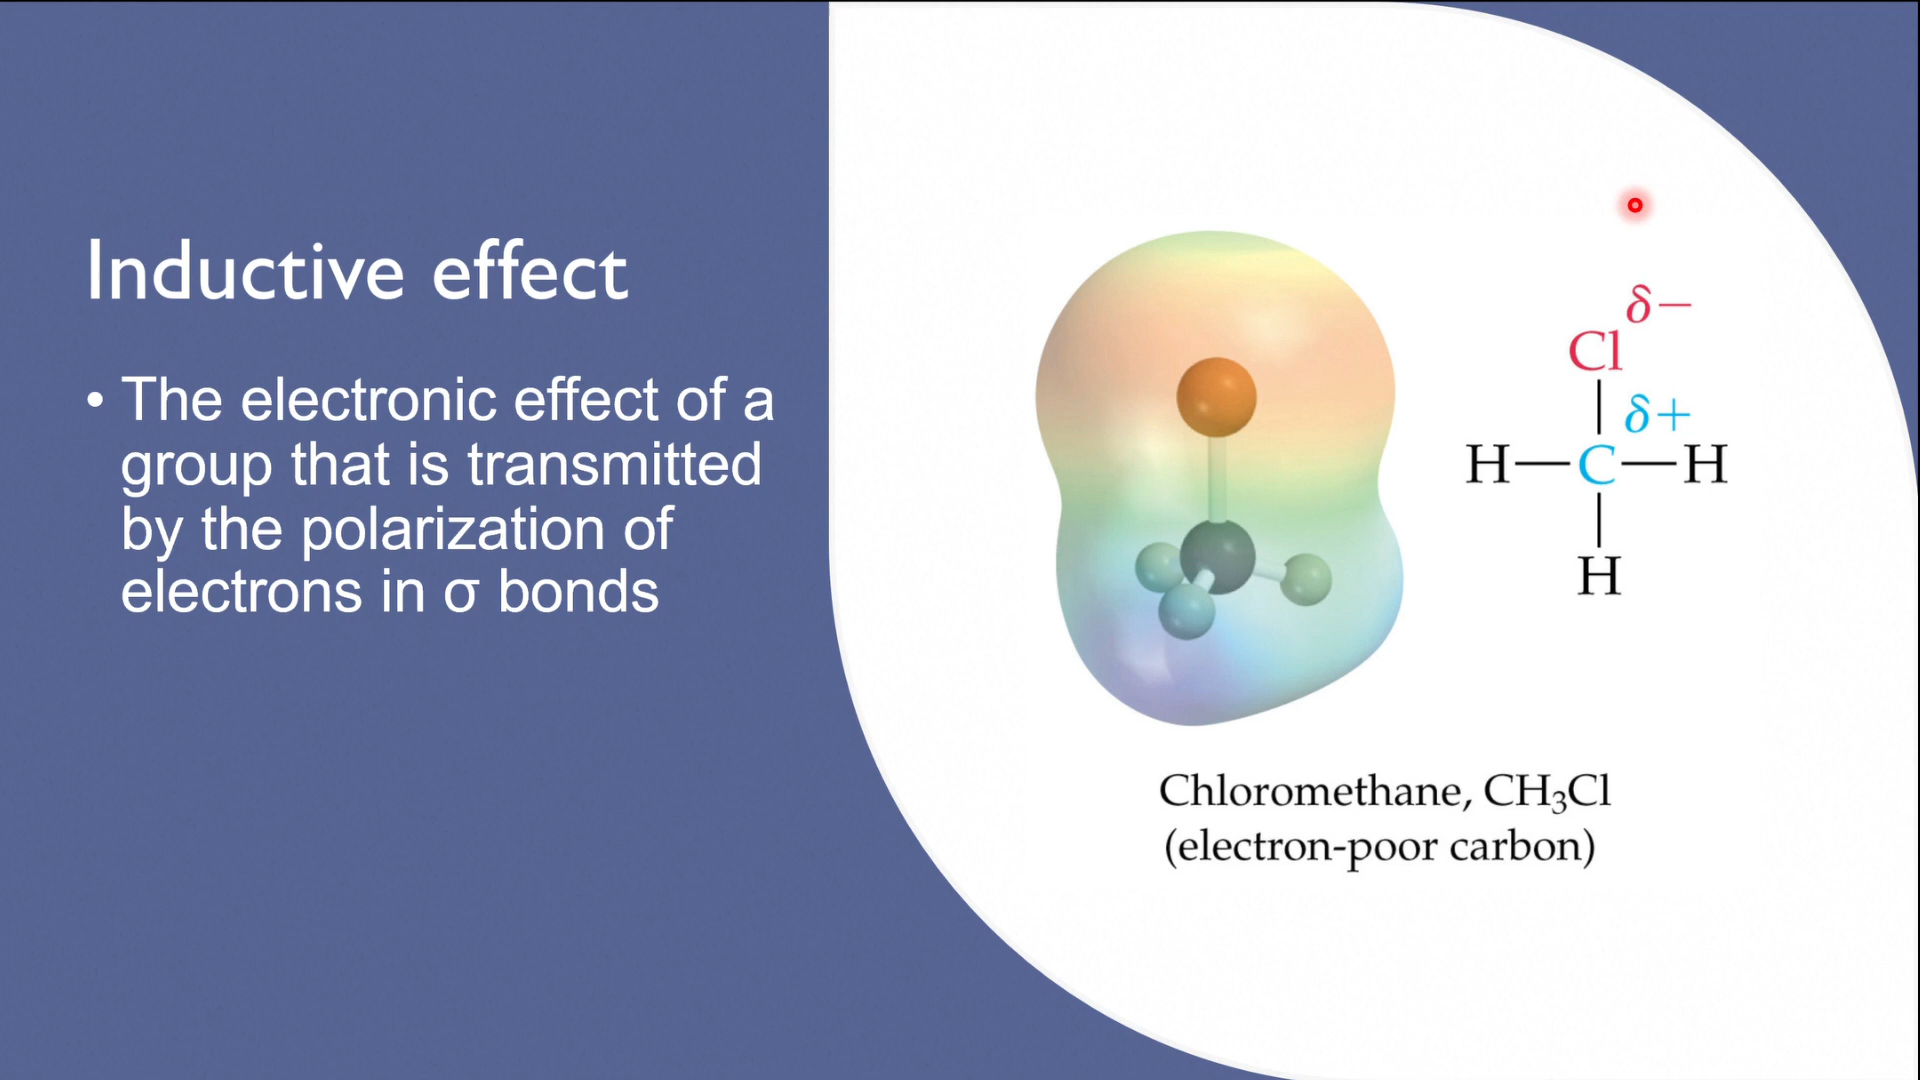 Inductive effect
• The electronic effect of a
group that is transmitted
by the polarization of
electrons in σ bonds
δ−
Cl
δ+
H—C—H
H
Chloromethane, CH₃Cl
(electron-poor carbon)